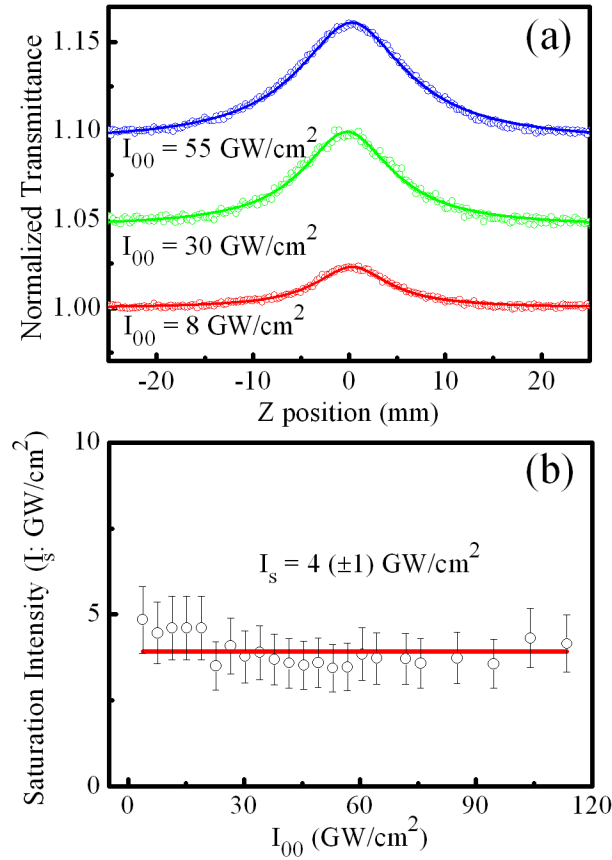 (a)
1.15
1.10
1.05
1.00
Normalized Transmittance
I₀₀ = 55 GW/cm²
I₀₀ = 30 GW/cm²
I₀₀ = 8 GW/cm²
-20 -10 0 10 20
Z position (mm)
(b)
10
5
0
Saturation Intensity (Iₛ: GW/cm²)
Iₛ = 4 (±1) GW/cm²
0 30 60 90 120
I₀₀ (GW/cm²)